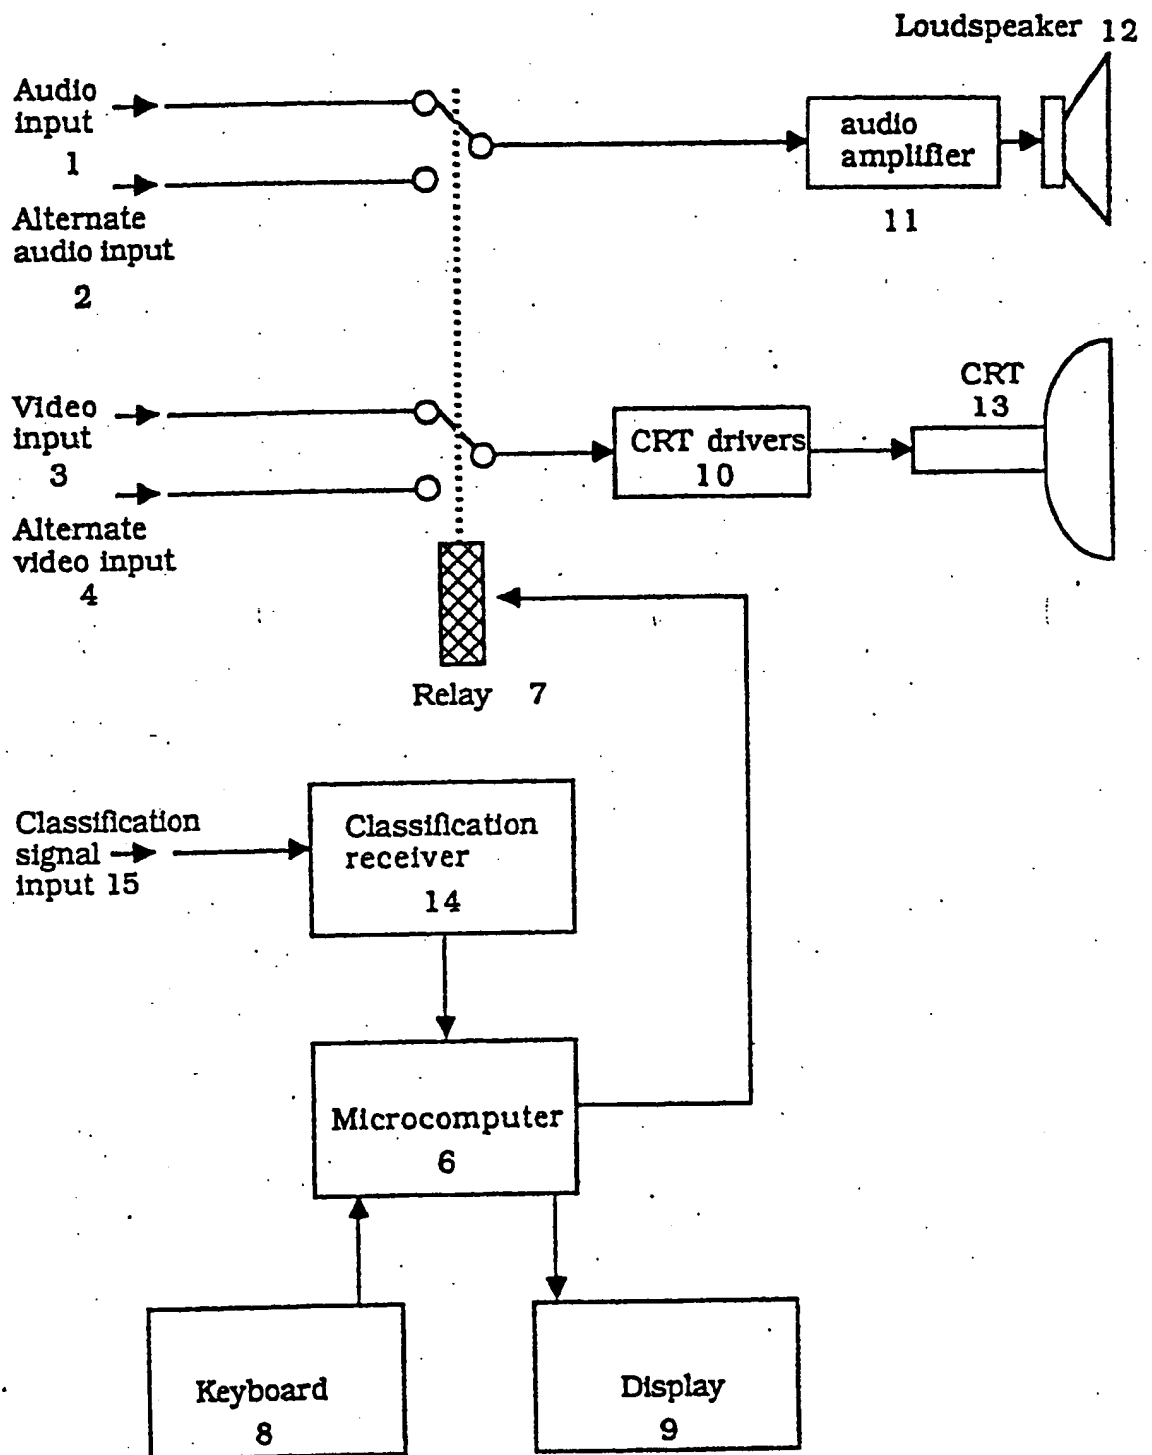 Loudspeaker 12
Audio
input
1
Alternate
audio input
2
audio
amplifier
11
Video
input
3
Alternate
video input
4
CRT drivers
10
CRT
13
Relay 7
Classification
signal
input 15
Classification
receiver
14
Microcomputer
6
Keyboard
8
Display
9